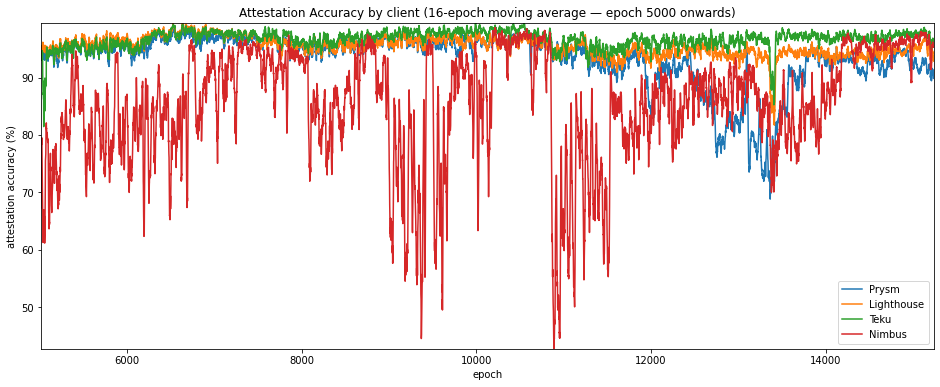 Attestation Accuracy by client (16-epoch moving average — epoch 5000 onwards)
attestation accuracy (%)
90
80
70
60
50
6000
8000
10000
12000
14000
epoch
Prysm
Lighthouse
Teku
Nimbus